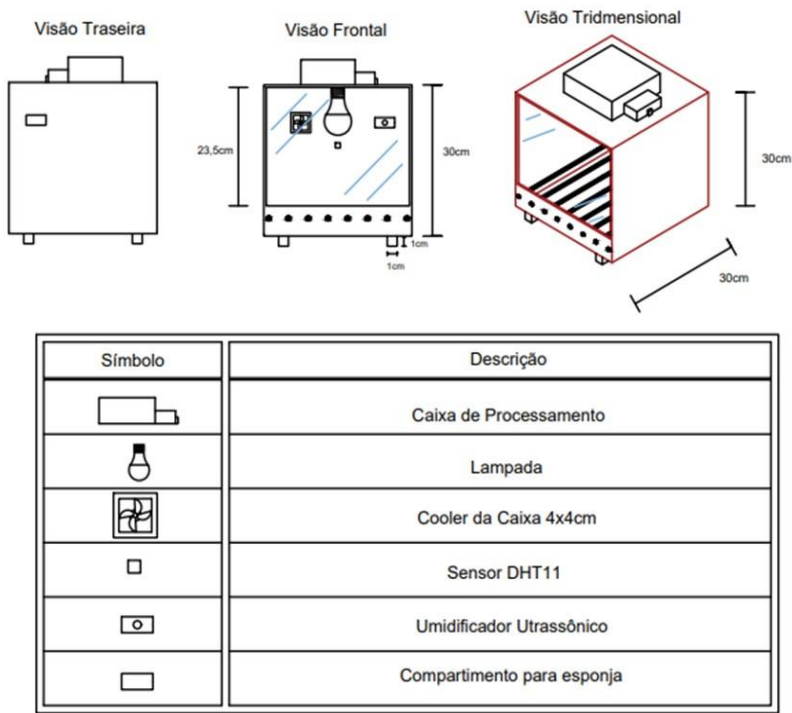 Visão Traseira
Visão Frontal
Visão Tridmensional
23,5cm
30cm
1cm
1cm
30cm
30cm
Símbolo
Descrição
Caixa de Processamento
Lampada
Cooler da Caixa 4x4cm
Sensor DHT11
Umidificador Utrassônico
Compartimento para esponja